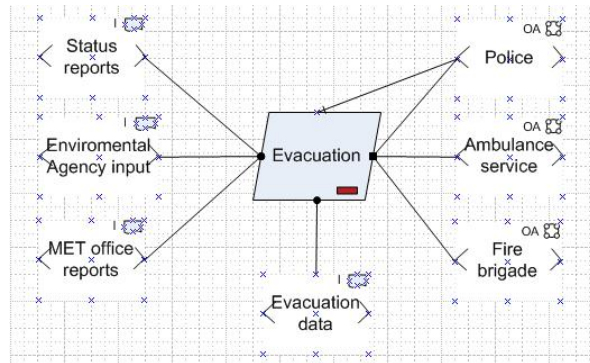 I
Status
reports
OA
Police
I
Enviromental
Agency input
Evacuation
OA
Ambulance
service
I
MET office
reports
OA
Fire
brigade
I
Evacuation
data